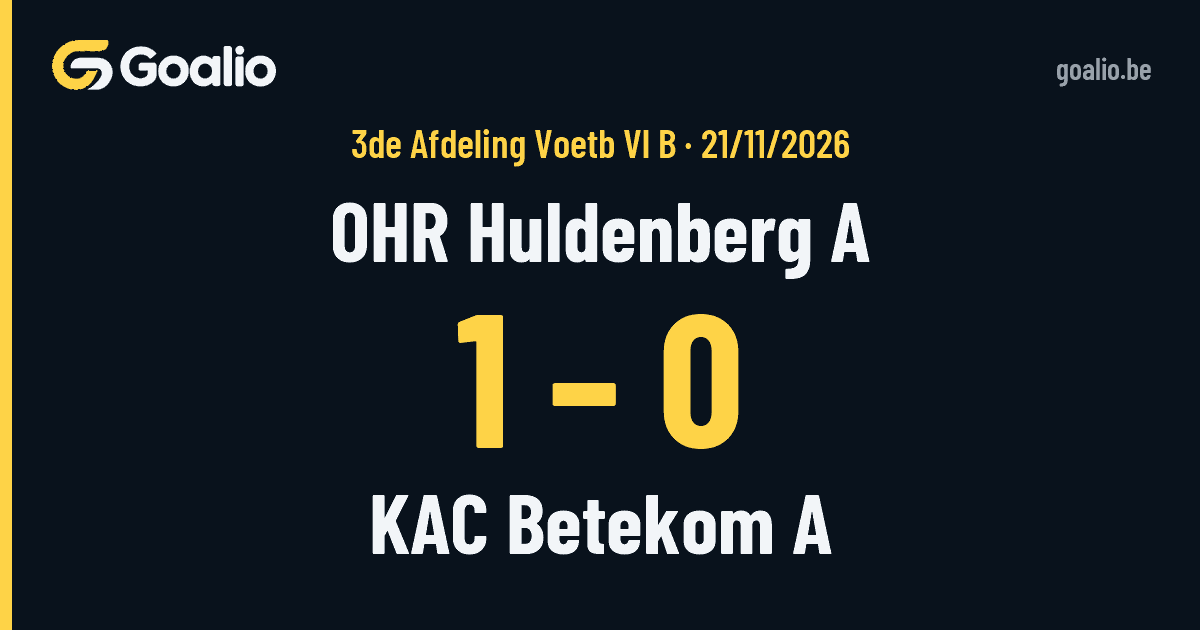 Goalio
goalio.be
3de Afdeling Voetb Vl B · 21/11/2026
OHR Huldenberg A
1 – 0
KAC Betekom A